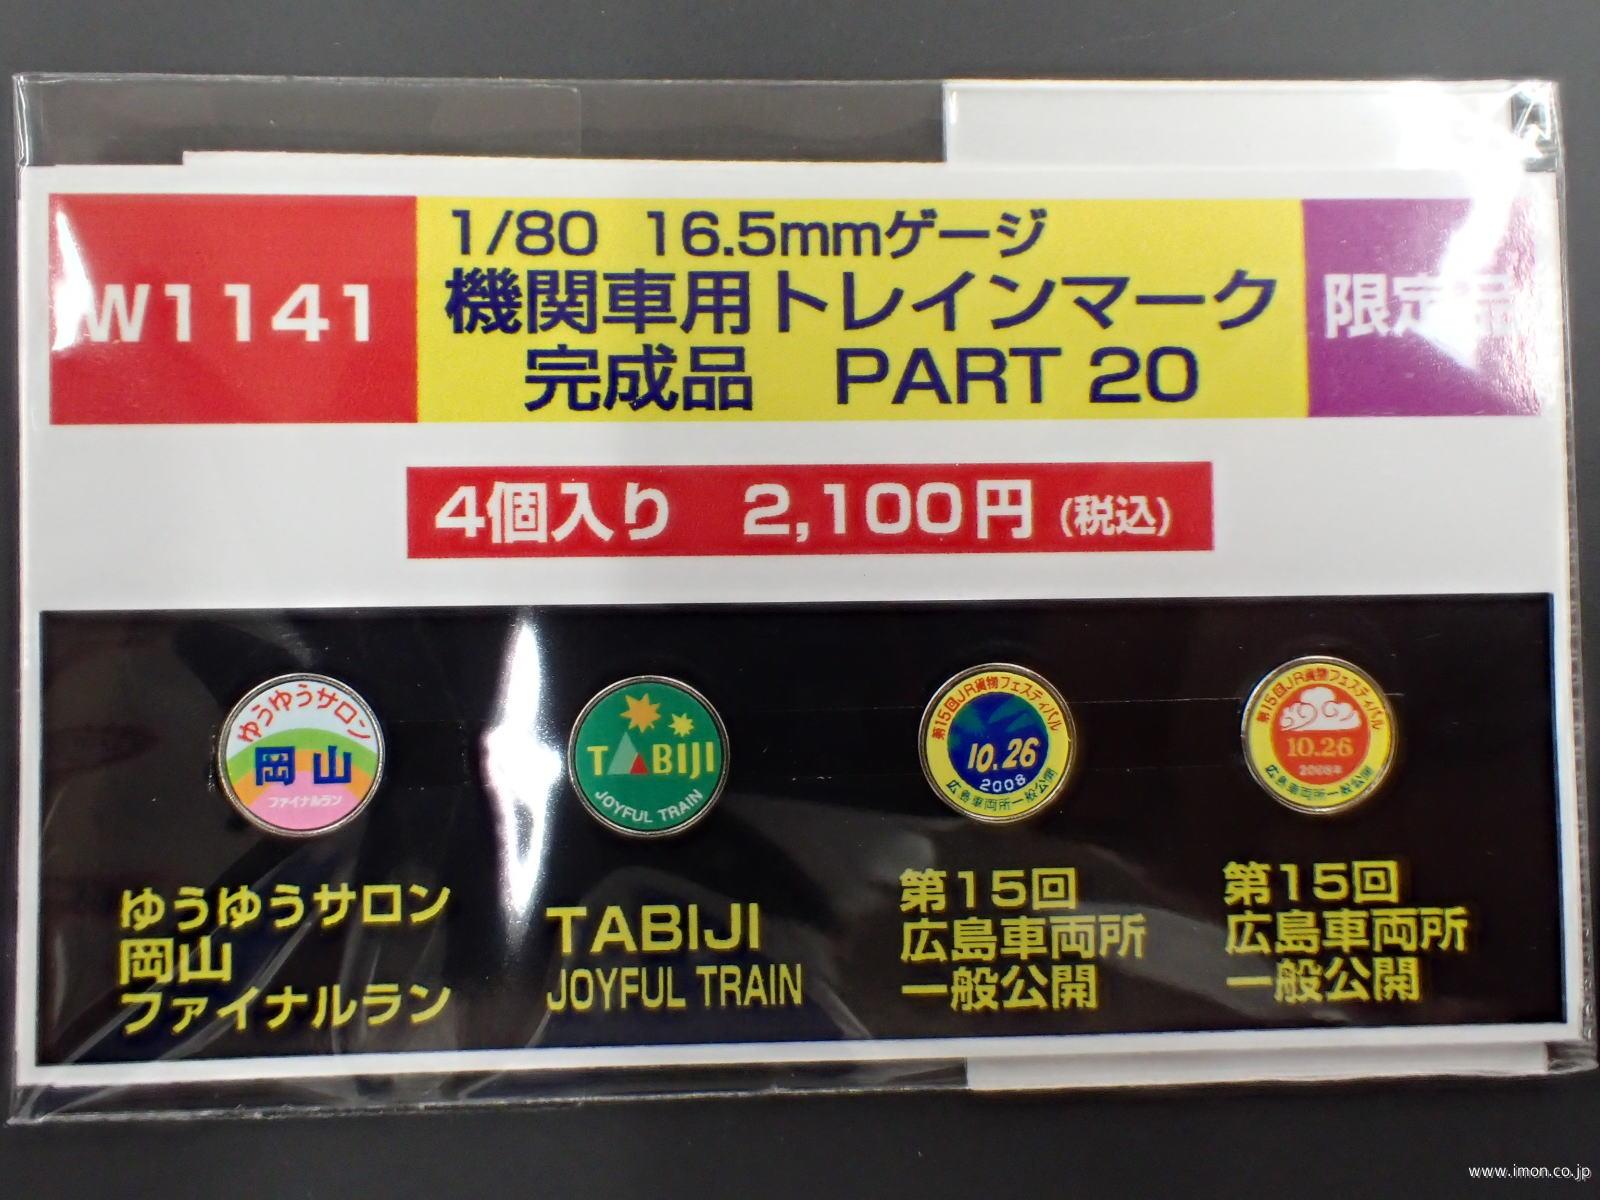 W1141
1/80 16.5mmゲージ
機関車用トレインマーク
完成品 PART 20
限定品
4個入り 2,100円 (税込)
ゆうゆうサロン
岡山
ファイナルラン
TABIJI
JOYFUL TRAIN
第15回JR貨物フェスティバル
10.26
2008
広島車両所一般公開
第15回JR貨物フェスティバル
10.26
2008年
広島車両所一般公開
ゆうゆうサロン
岡山
ファイナルラン
TABIJI
JOYFUL TRAIN
第15回
広島車両所
一般公開
第15回
広島車両所
一般公開
www.imon.co.jp